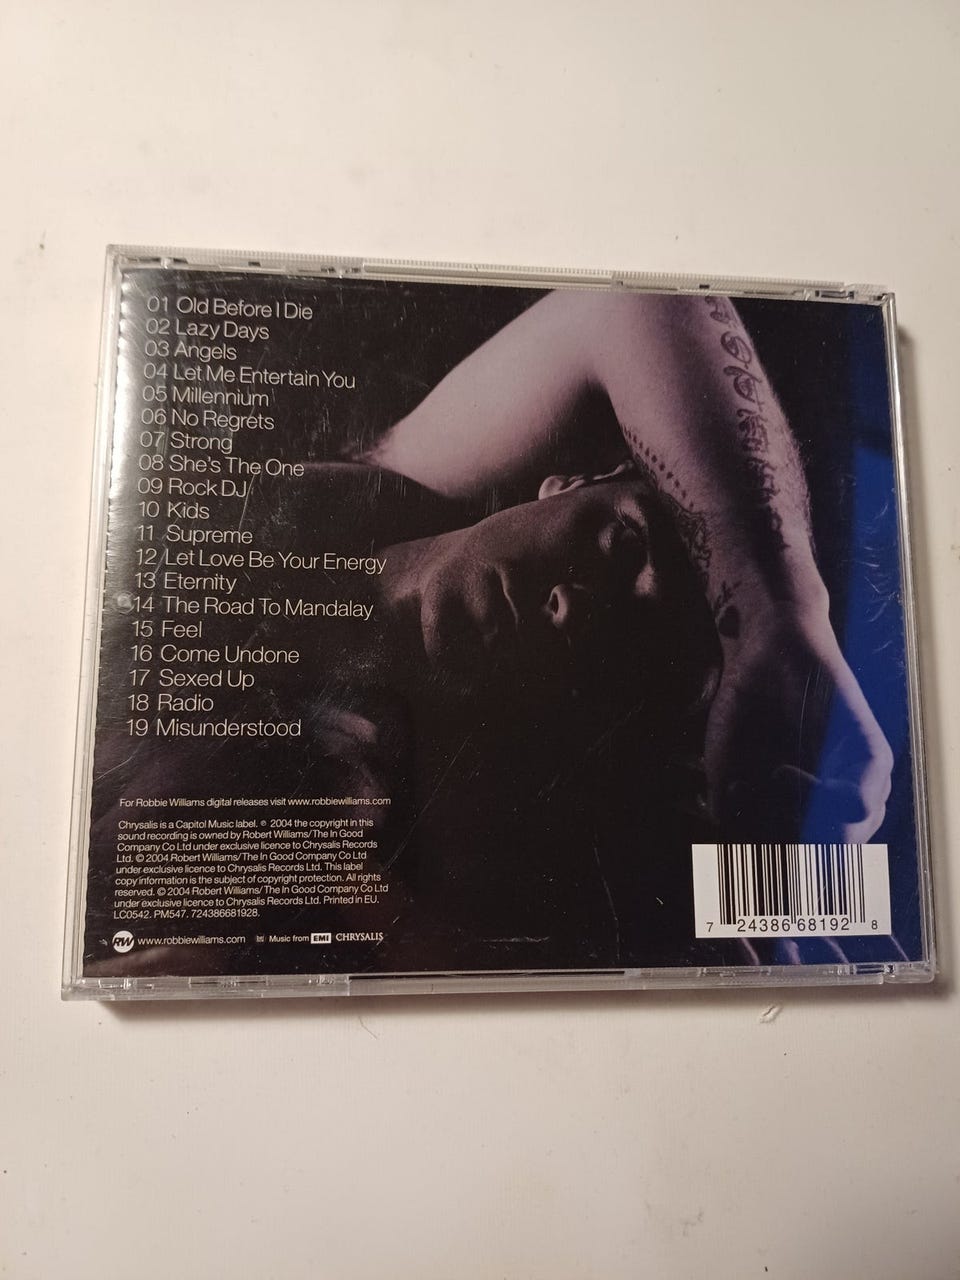 01 Old Before I Die
02 Lazy Days
03 Angels
04 Let Me Entertain You
05 Millennium
06 No Regrets
07 Strong
08 She's The One
09 Rock DJ
10 Kids
11 Supreme
12 Let Love Be Your Energy
13 Eternity
14 The Road To Mandalay
15 Feel
16 Come Undone
17 Sexed Up
18 Radio
19 Misunderstood
For Robbie Williams digital releases visit www.robbiewilliams.com
Chrysalis is a Capitol Music label. ℗ 2004 the copyright in this
sound recording is owned by Robert Williams/The In Good
Company Co Ltd under exclusive licence to Chrysalis Records
Ltd. © 2004 Robert Williams/The In Good Company Co Ltd
under exclusive licence to Chrysalis Records Ltd. This label
copy information is the subject of copyright protection. All rights
reserved. © 2004 Robert Williams/The In Good Company Co Ltd
under exclusive licence to Chrysalis Records Ltd. Printed in EU.
LC0542. PM547. 724386681928.
RW www.robbiewilliams.com Music from EMI CHRYSALIS
7 24386 68192 8